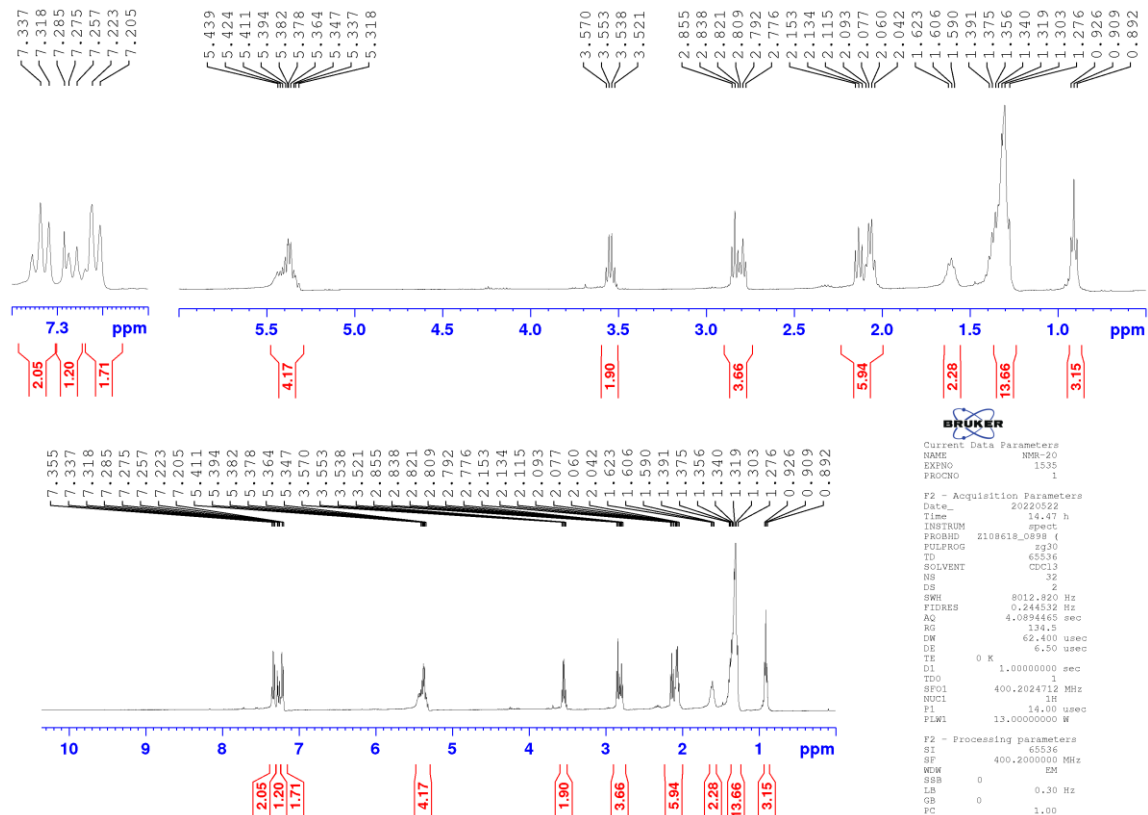 7.337
7.318
7.285
7.275
7.257
7.223
7.205
5.439
5.424
5.411
5.394
5.382
5.378
5.364
5.347
5.337
5.318
3.570
3.553
3.538
3.521
2.855
2.838
2.821
2.809
2.792
2.776
2.153
2.134
2.115
2.093
2.077
2.060
2.042
1.623
1.606
1.590
1.391
1.375
1.356
1.340
1.319
1.303
1.276
0.926
0.909
0.892
7.3 ppm
5.5 5.0 4.5 4.0 3.5 3.0 2.5 2.0 1.5 1.0 ppm
2.05 1.20 1.71 4.17 1.90 3.66 5.94 2.28 13.66 3.15
7.355
7.337
7.318
7.285
7.275
7.257
7.223
7.205
5.411
5.394
5.382
5.378
5.364
5.347
3.570
3.553
3.538
3.521
2.855
2.838
2.821
2.809
2.792
2.776
2.153
2.134
2.115
2.093
2.077
2.060
2.042
1.623
1.606
1.590
1.391
1.375
1.356
1.340
1.319
1.303
1.276
0.926
0.909
0.892
10 9 8 7 6 5 4 3 2 1 ppm
2.05 1.20 1.71 4.17 1.90 3.66 5.94 2.28 13.66 3.15
BRUKER
Current Data Parameters
NAME NMR-20
EXPNO 1535
PROCNO 1
F2 - Acquisition Parameters
Date_ 20220522
Time 14.47 h
INSTRUM spect
PROBHD Z108618_0898 (
PULPROG zg30
TD 65536
SOLVENT CDCl3
NS 32
DS 2
SWH 8012.820 Hz
FIDRES 0.244532 Hz
AQ 4.0894465 sec
RG 134.5
DW 62.400 usec
DE 6.50 usec
TE 0 K
D1 1.00000000 sec
TD0 1
SFO1 400.2024712 MHz
NUC1 1H
P1 14.00 usec
PLW1 13.00000000 W
F2 - Processing parameters
SI 65536
SF 400.2000000 MHz
WDW EM
SSB 0
LB 0.30 Hz
GB 0
PC 1.00